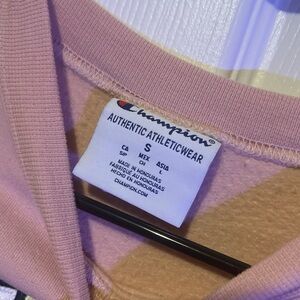 Champion®
AUTHENTIC ATHLETICWEAR
S
CA MEX ASIA
S/P CH L
MADE IN HONDURAS
FABRIQUÉ AU HONDURAS
HECHO EN HONDURAS
CHAMPION.COM